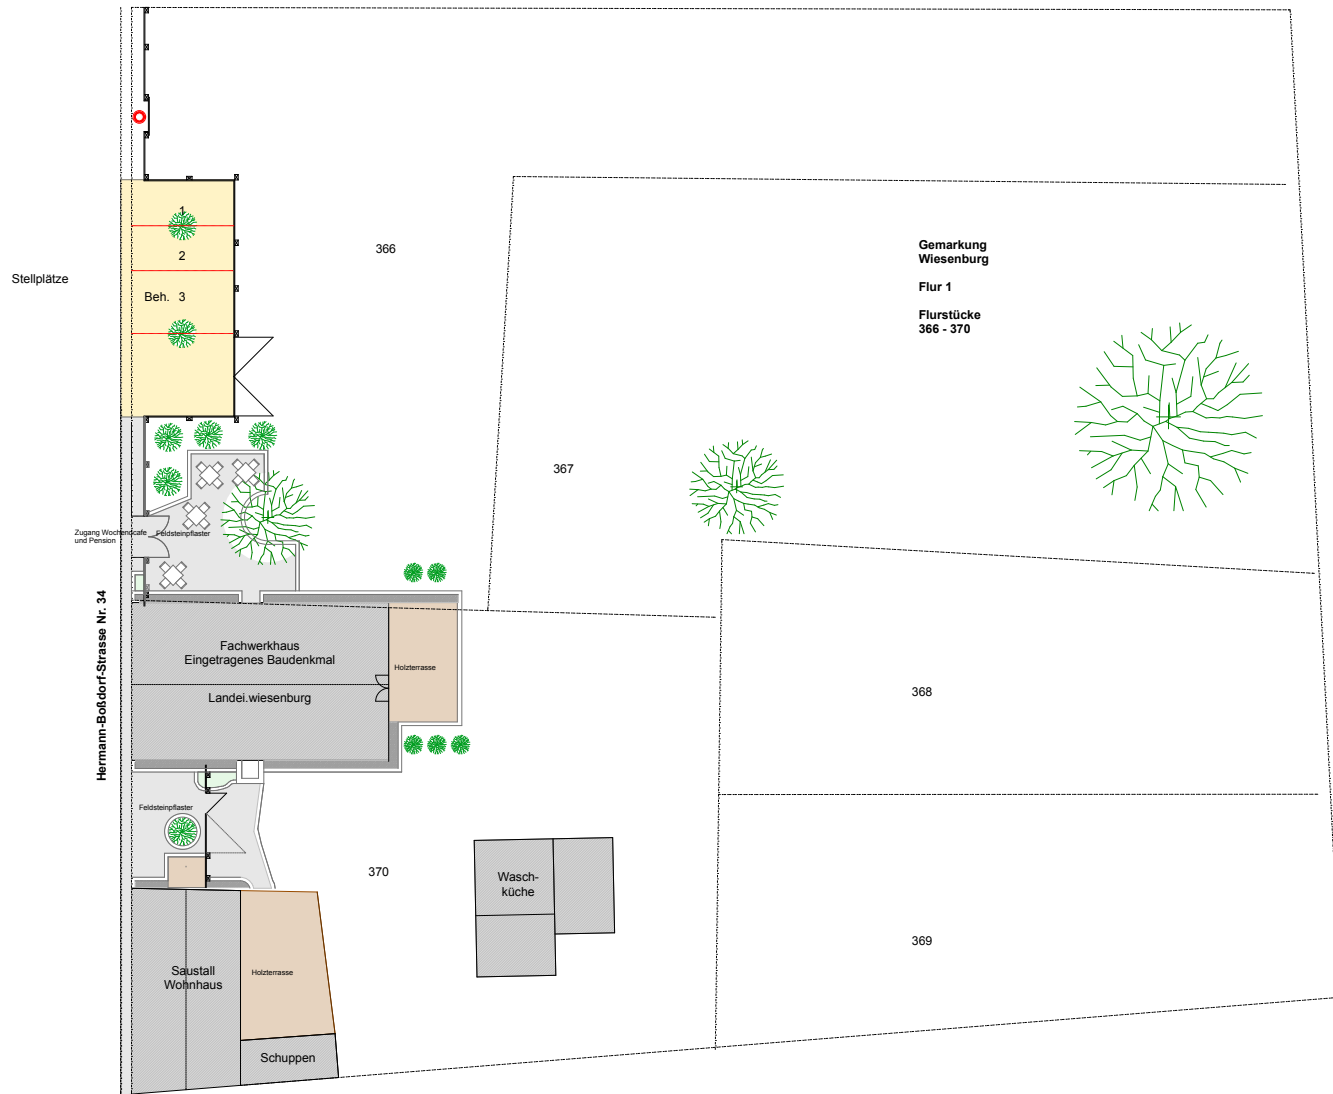 1
2
Beh. 3
Stellplätze
366
Gemarkung
Wiesenburg
Flur 1
Flurstücke
366 - 370
367
Zugang Wochendcafe
und Pension
Feldsteinpflaster
Hermann-Boßdorf-Strasse Nr. 34
Fachwerkhaus
Eingetragenes Baudenkmal
Landei.wiesenburg
Holzterrasse
368
Feldsteinpflaster
370
Wasch-
küche
369
Saustall
Wohnhaus
Holzterrasse
Schuppen